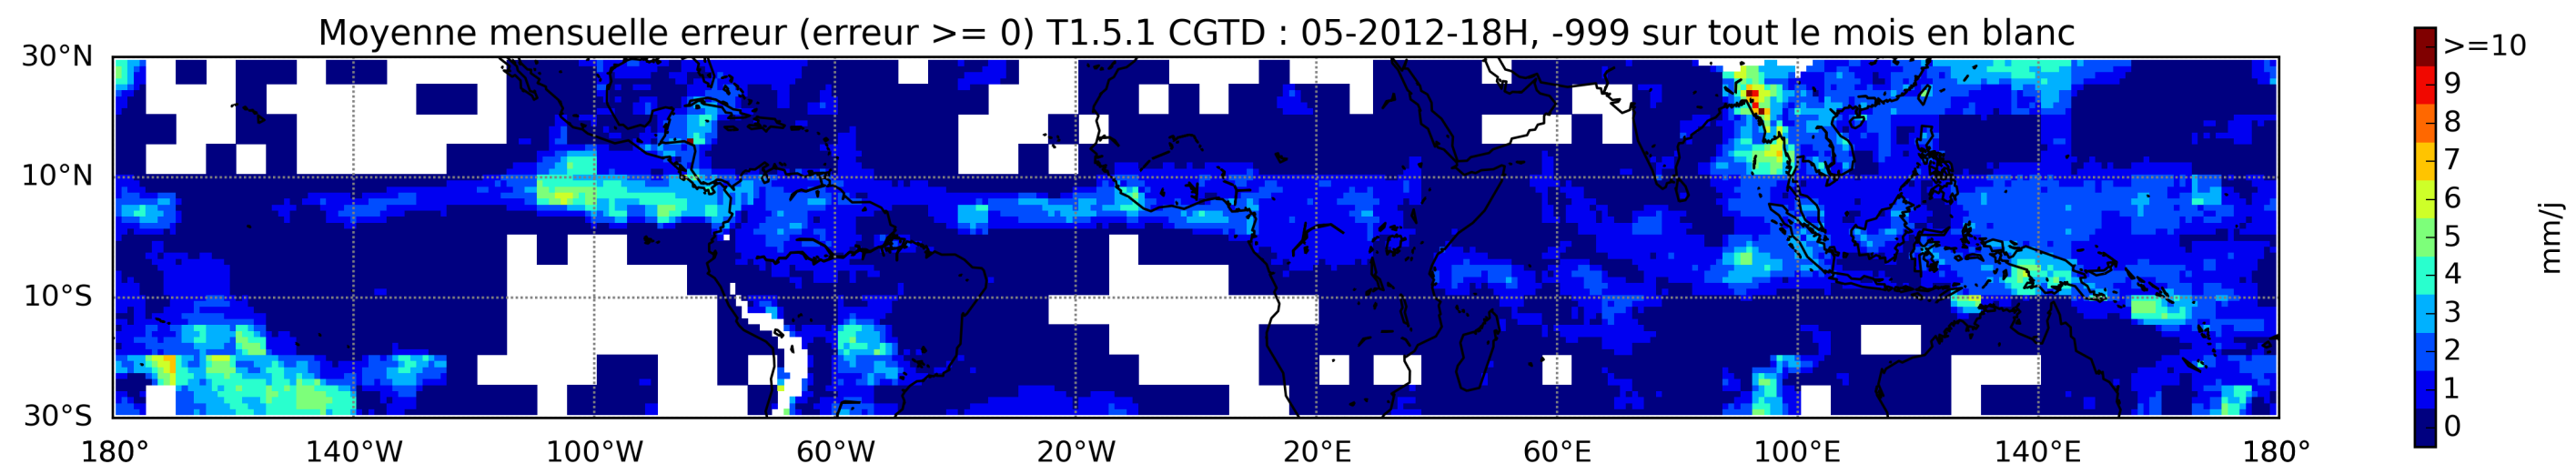 Moyenne mensuelle erreur (erreur >= 0) T1.5.1 CGTD : 05-2012-18H, -999 sur tout le mois en blanc
30°N
10°N
10°S
30°S
180°
140°W
100°W
60°W
20°W
20°E
60°E
100°E
140°E
180°
>=10
9
8
7
6
5
4
3
2
1
0
mm/j